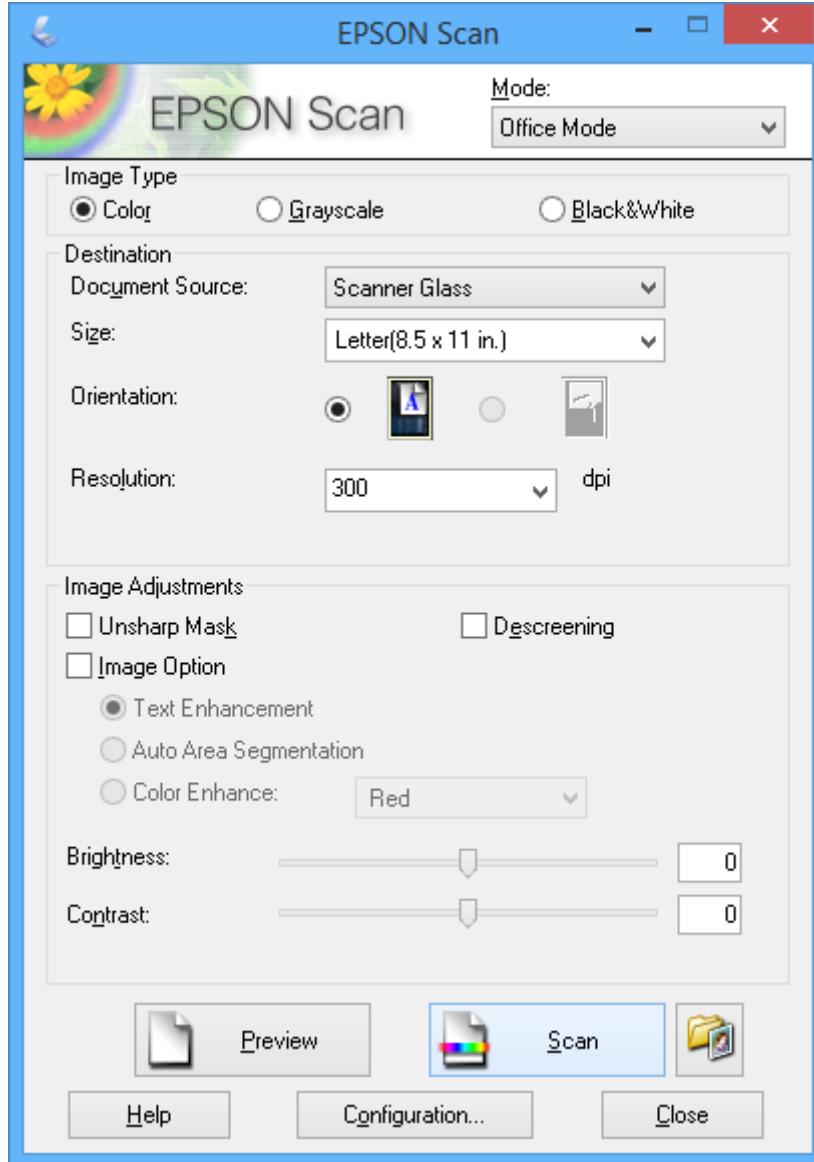 EPSON Scan
EPSON Scan
Mode:
Office Mode
Image Type
Color Grayscale Black&White
Destination
Document Source: Scanner Glass
Size: Letter(8.5 x 11 in.)
Orientation: A
Resolution: 300 dpi
Image Adjustments
Unsharp Mask Descreening
Image Option
Text Enhancement
Auto Area Segmentation
Color Enhance: Red
Brightness: 0
Contrast: 0
Preview Scan
Help Configuration... Close